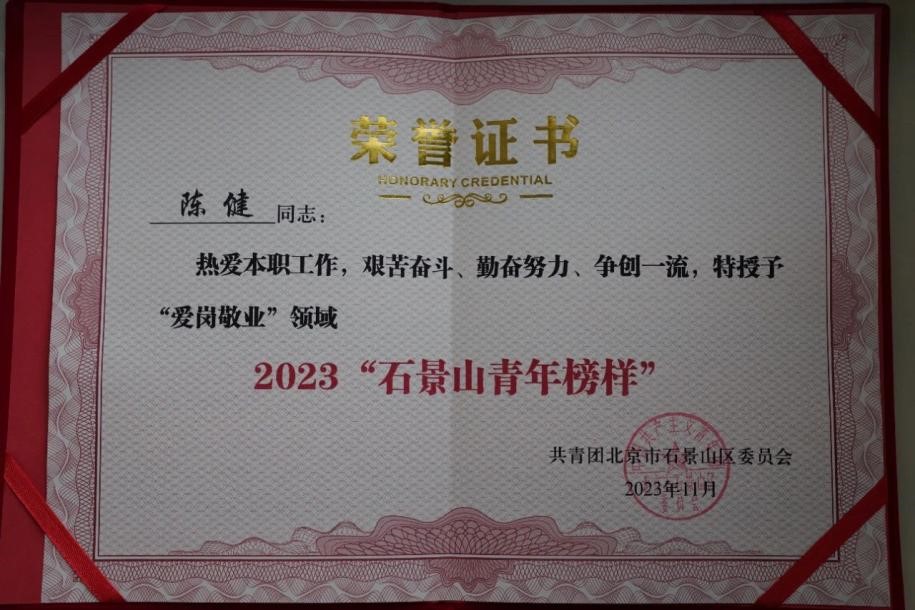 荣誉证书
HONORARY CREDENTIAL
陈健同志：
热爱本职工作，艰苦奋斗、勤奋努力、争创一流，特授予
“爱岗敬业”领域
2023“石景山青年榜样”
共青团北京市石景山区委员会
2023年11月